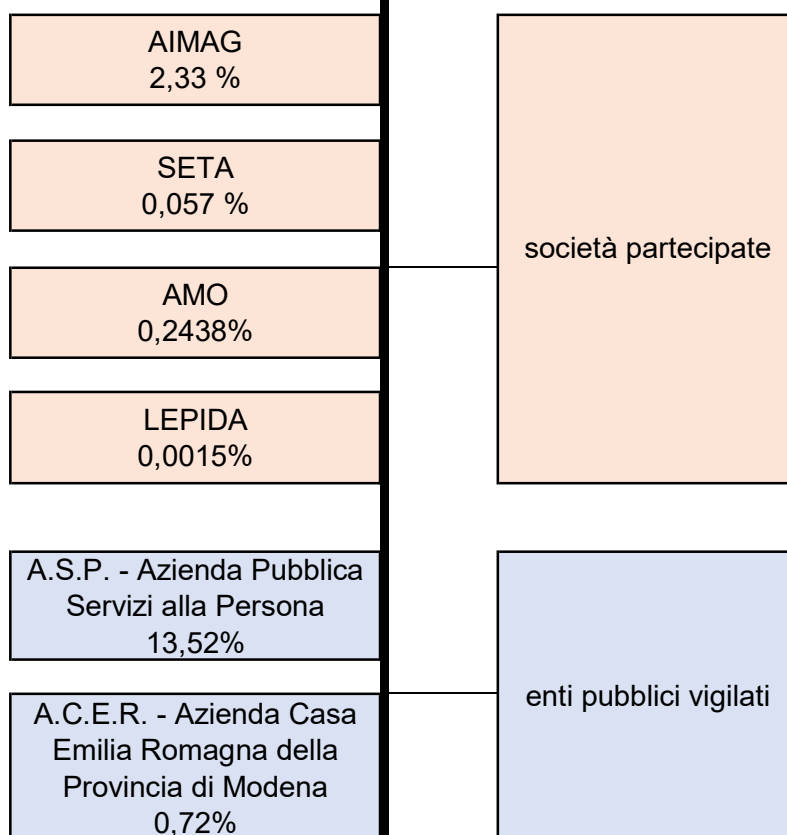 AIMAG
2,33 %
SETA
0,057 %
AMO
0,2438%
LEPIDA
0,0015%
società partecipate
A.S.P. - Azienda Pubblica
Servizi alla Persona
13,52%
A.C.E.R. - Azienda Casa
Emilia Romagna della
Provincia di Modena
0,72%
enti pubblici vigilati